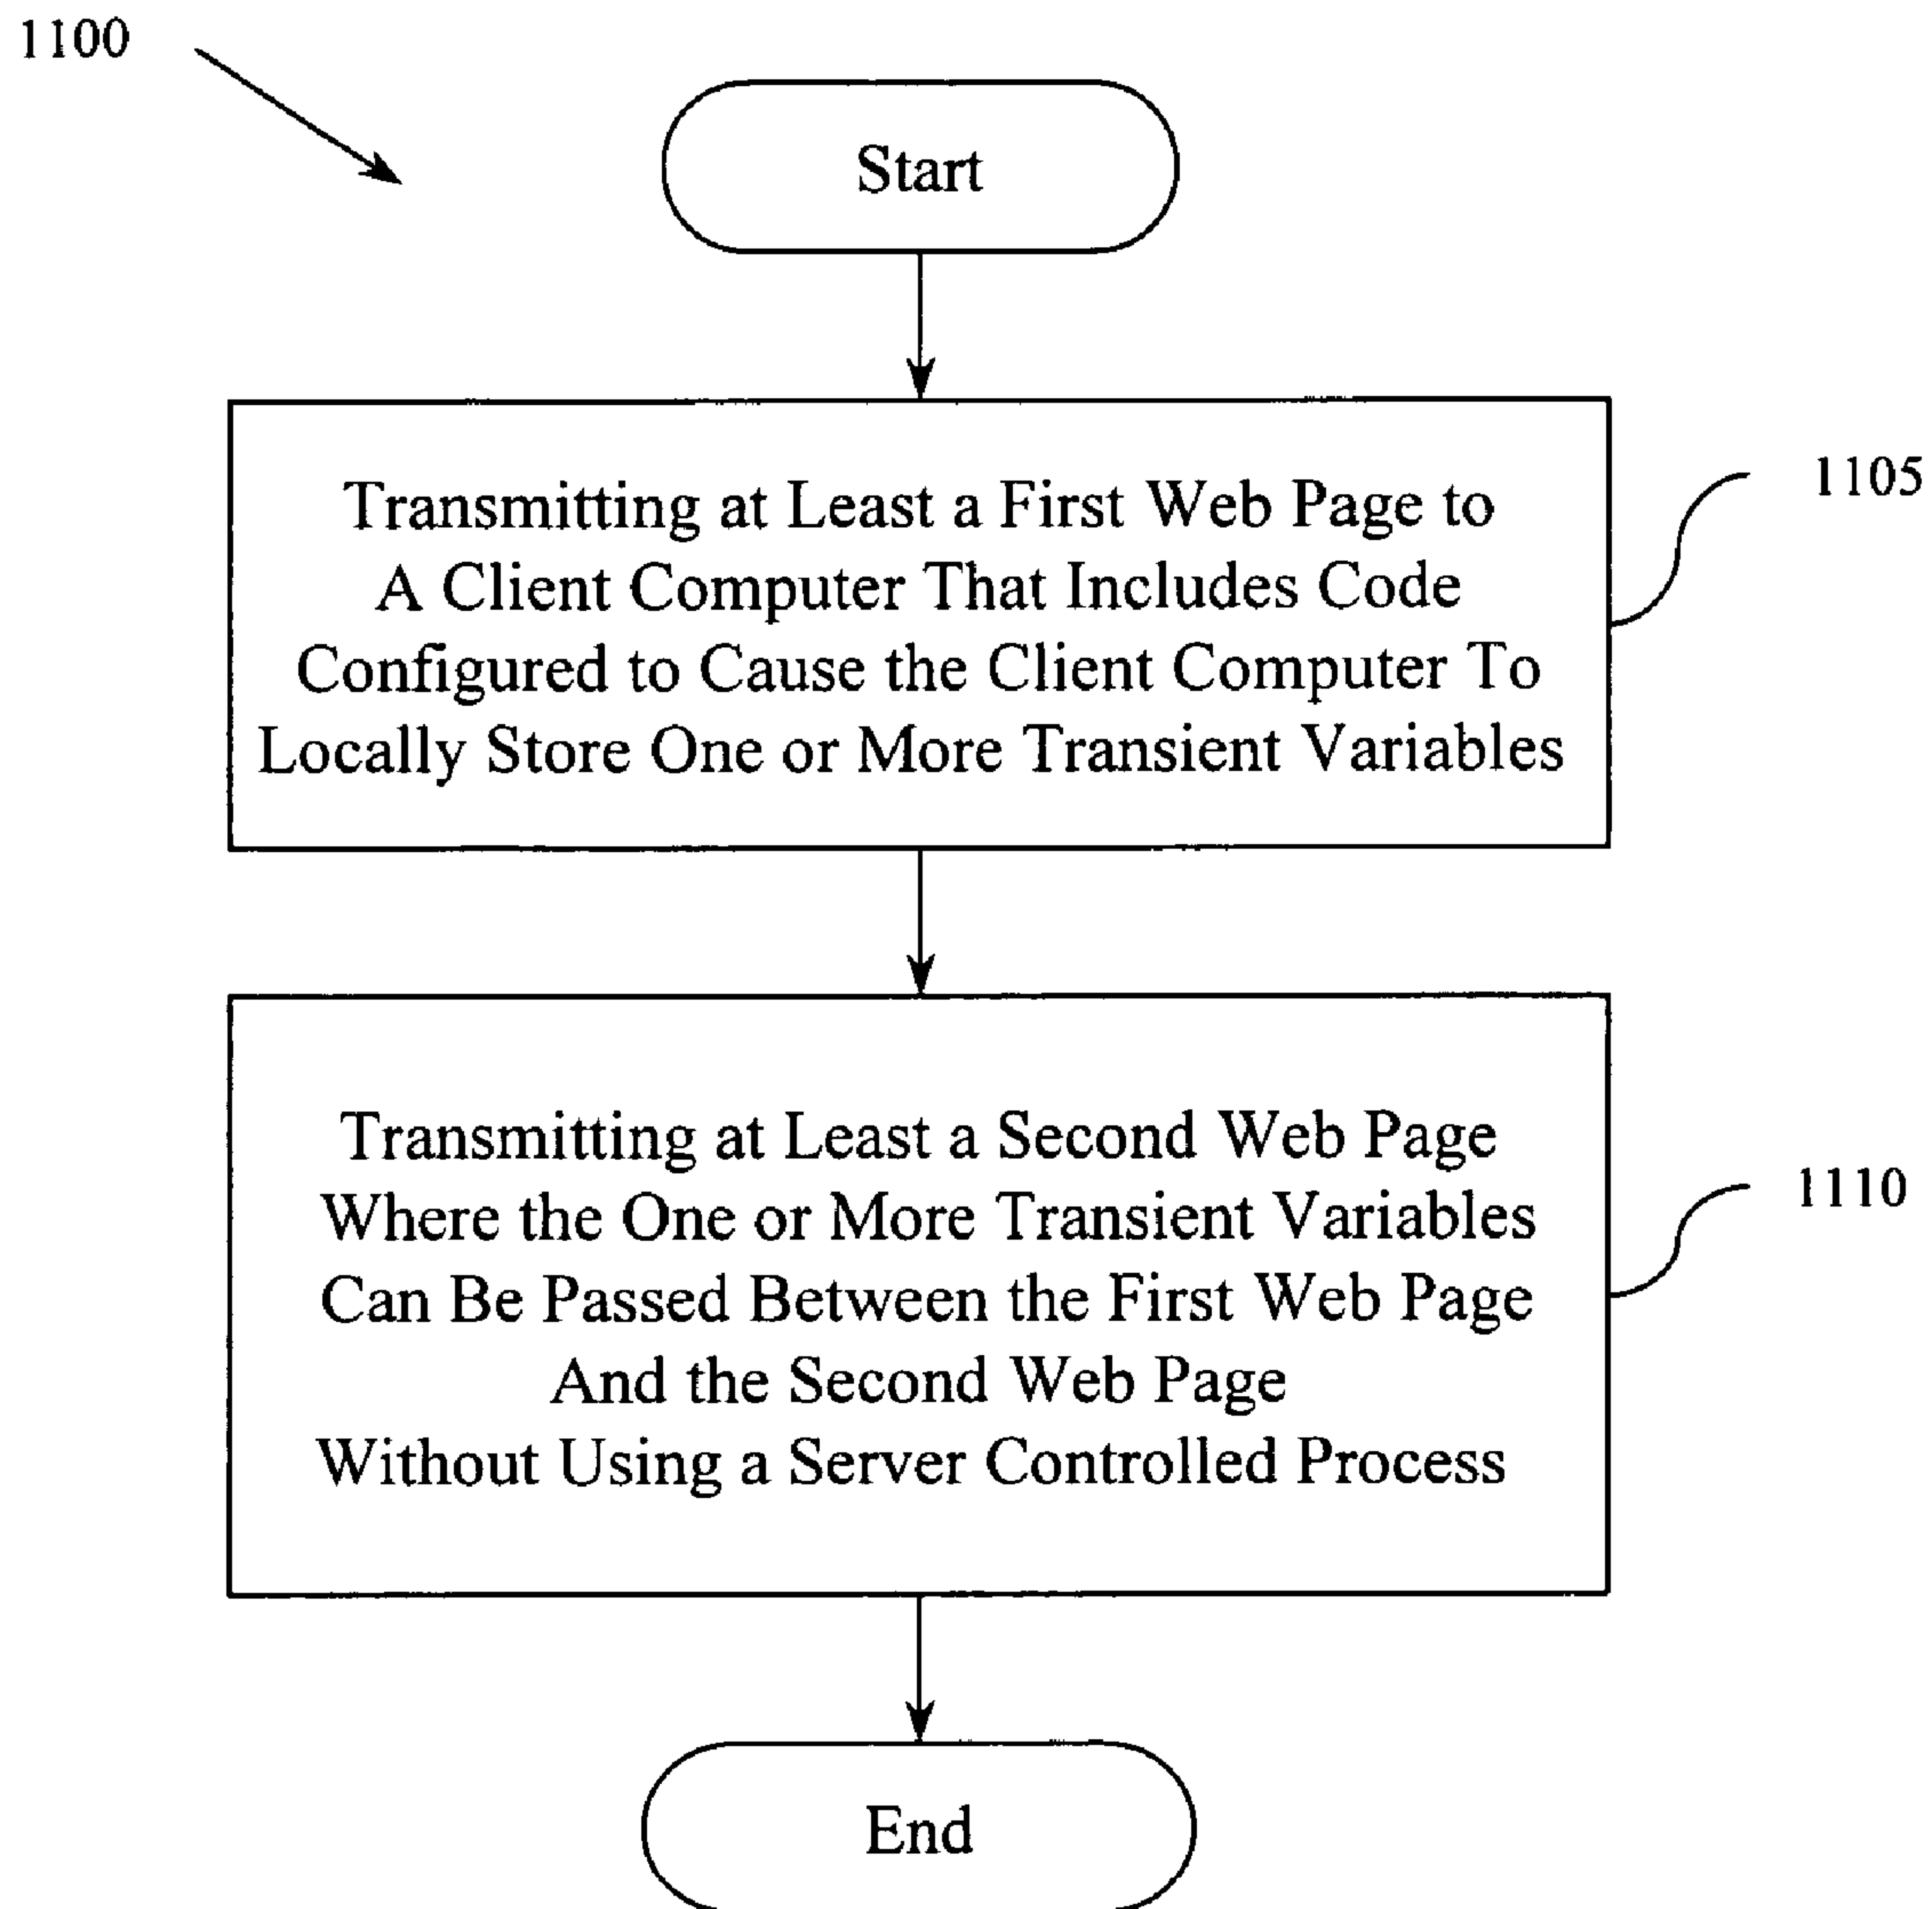 1100
Start
Transmitting at Least a First Web Page to
A Client Computer That Includes Code
Configured to Cause the Client Computer To
Locally Store One or More Transient Variables
1105
Transmitting at Least a Second Web Page
Where the One or More Transient Variables
Can Be Passed Between the First Web Page
And the Second Web Page
Without Using a Server Controlled Process
1110
End